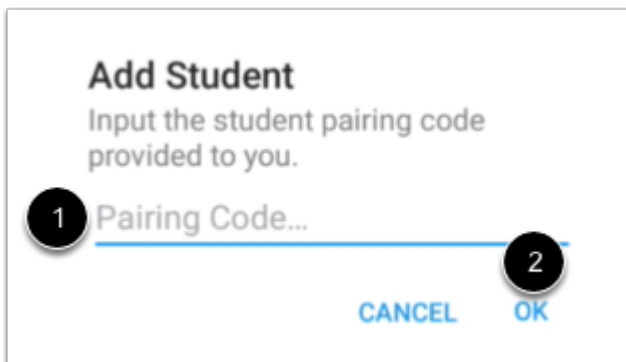 Add Student
Input the student pairing code
provided to you.
1 Pairing Code...
2
CANCEL OK